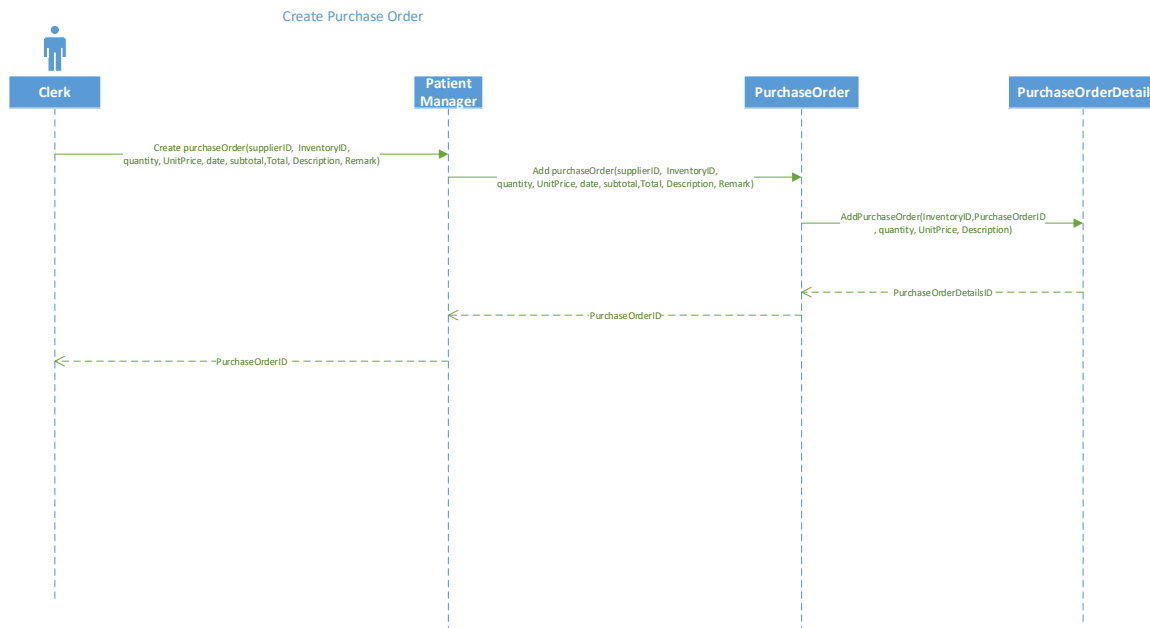 Create Purchase Order
Clerk
Patient
Manager
PurchaseOrder
PurchaseOrderDetail
Create purchaseOrder(supplierID, InventoryID,
quantity, UnitPrice, date, subtotal,Total, Description, Remark)
Add purchaseOrder(supplierID, InventoryID,
quantity, UnitPrice, date, subtotal,Total, Description, Remark)
AddPurchaseOrder(InventoryID,PurchaseOrderID
, quantity, UnitPrice, Description)
PurchaseOrderDetailsID
PurchaseOrderID
PurchaseOrderID